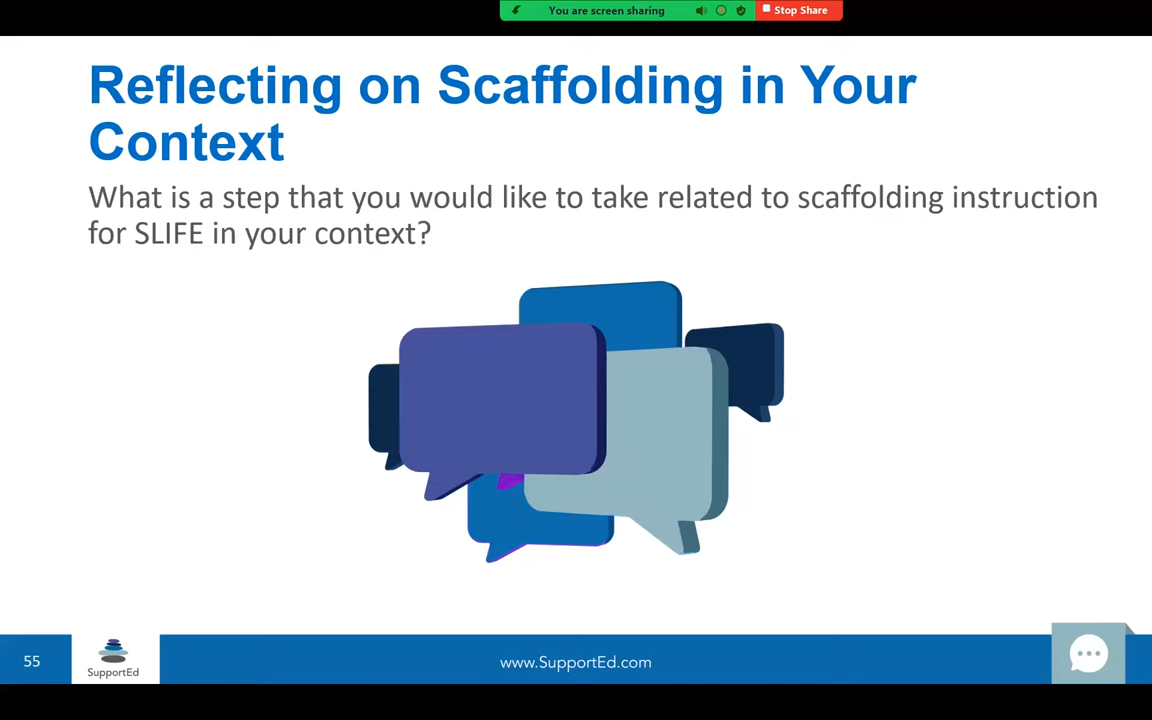 You are screen sharing
Stop Share
Reflecting on Scaffolding in Your
Context
What is a step that you would like to take related to scaffolding instruction
for SLIFE in your context?
55
SupportEd
www.SupportEd.com